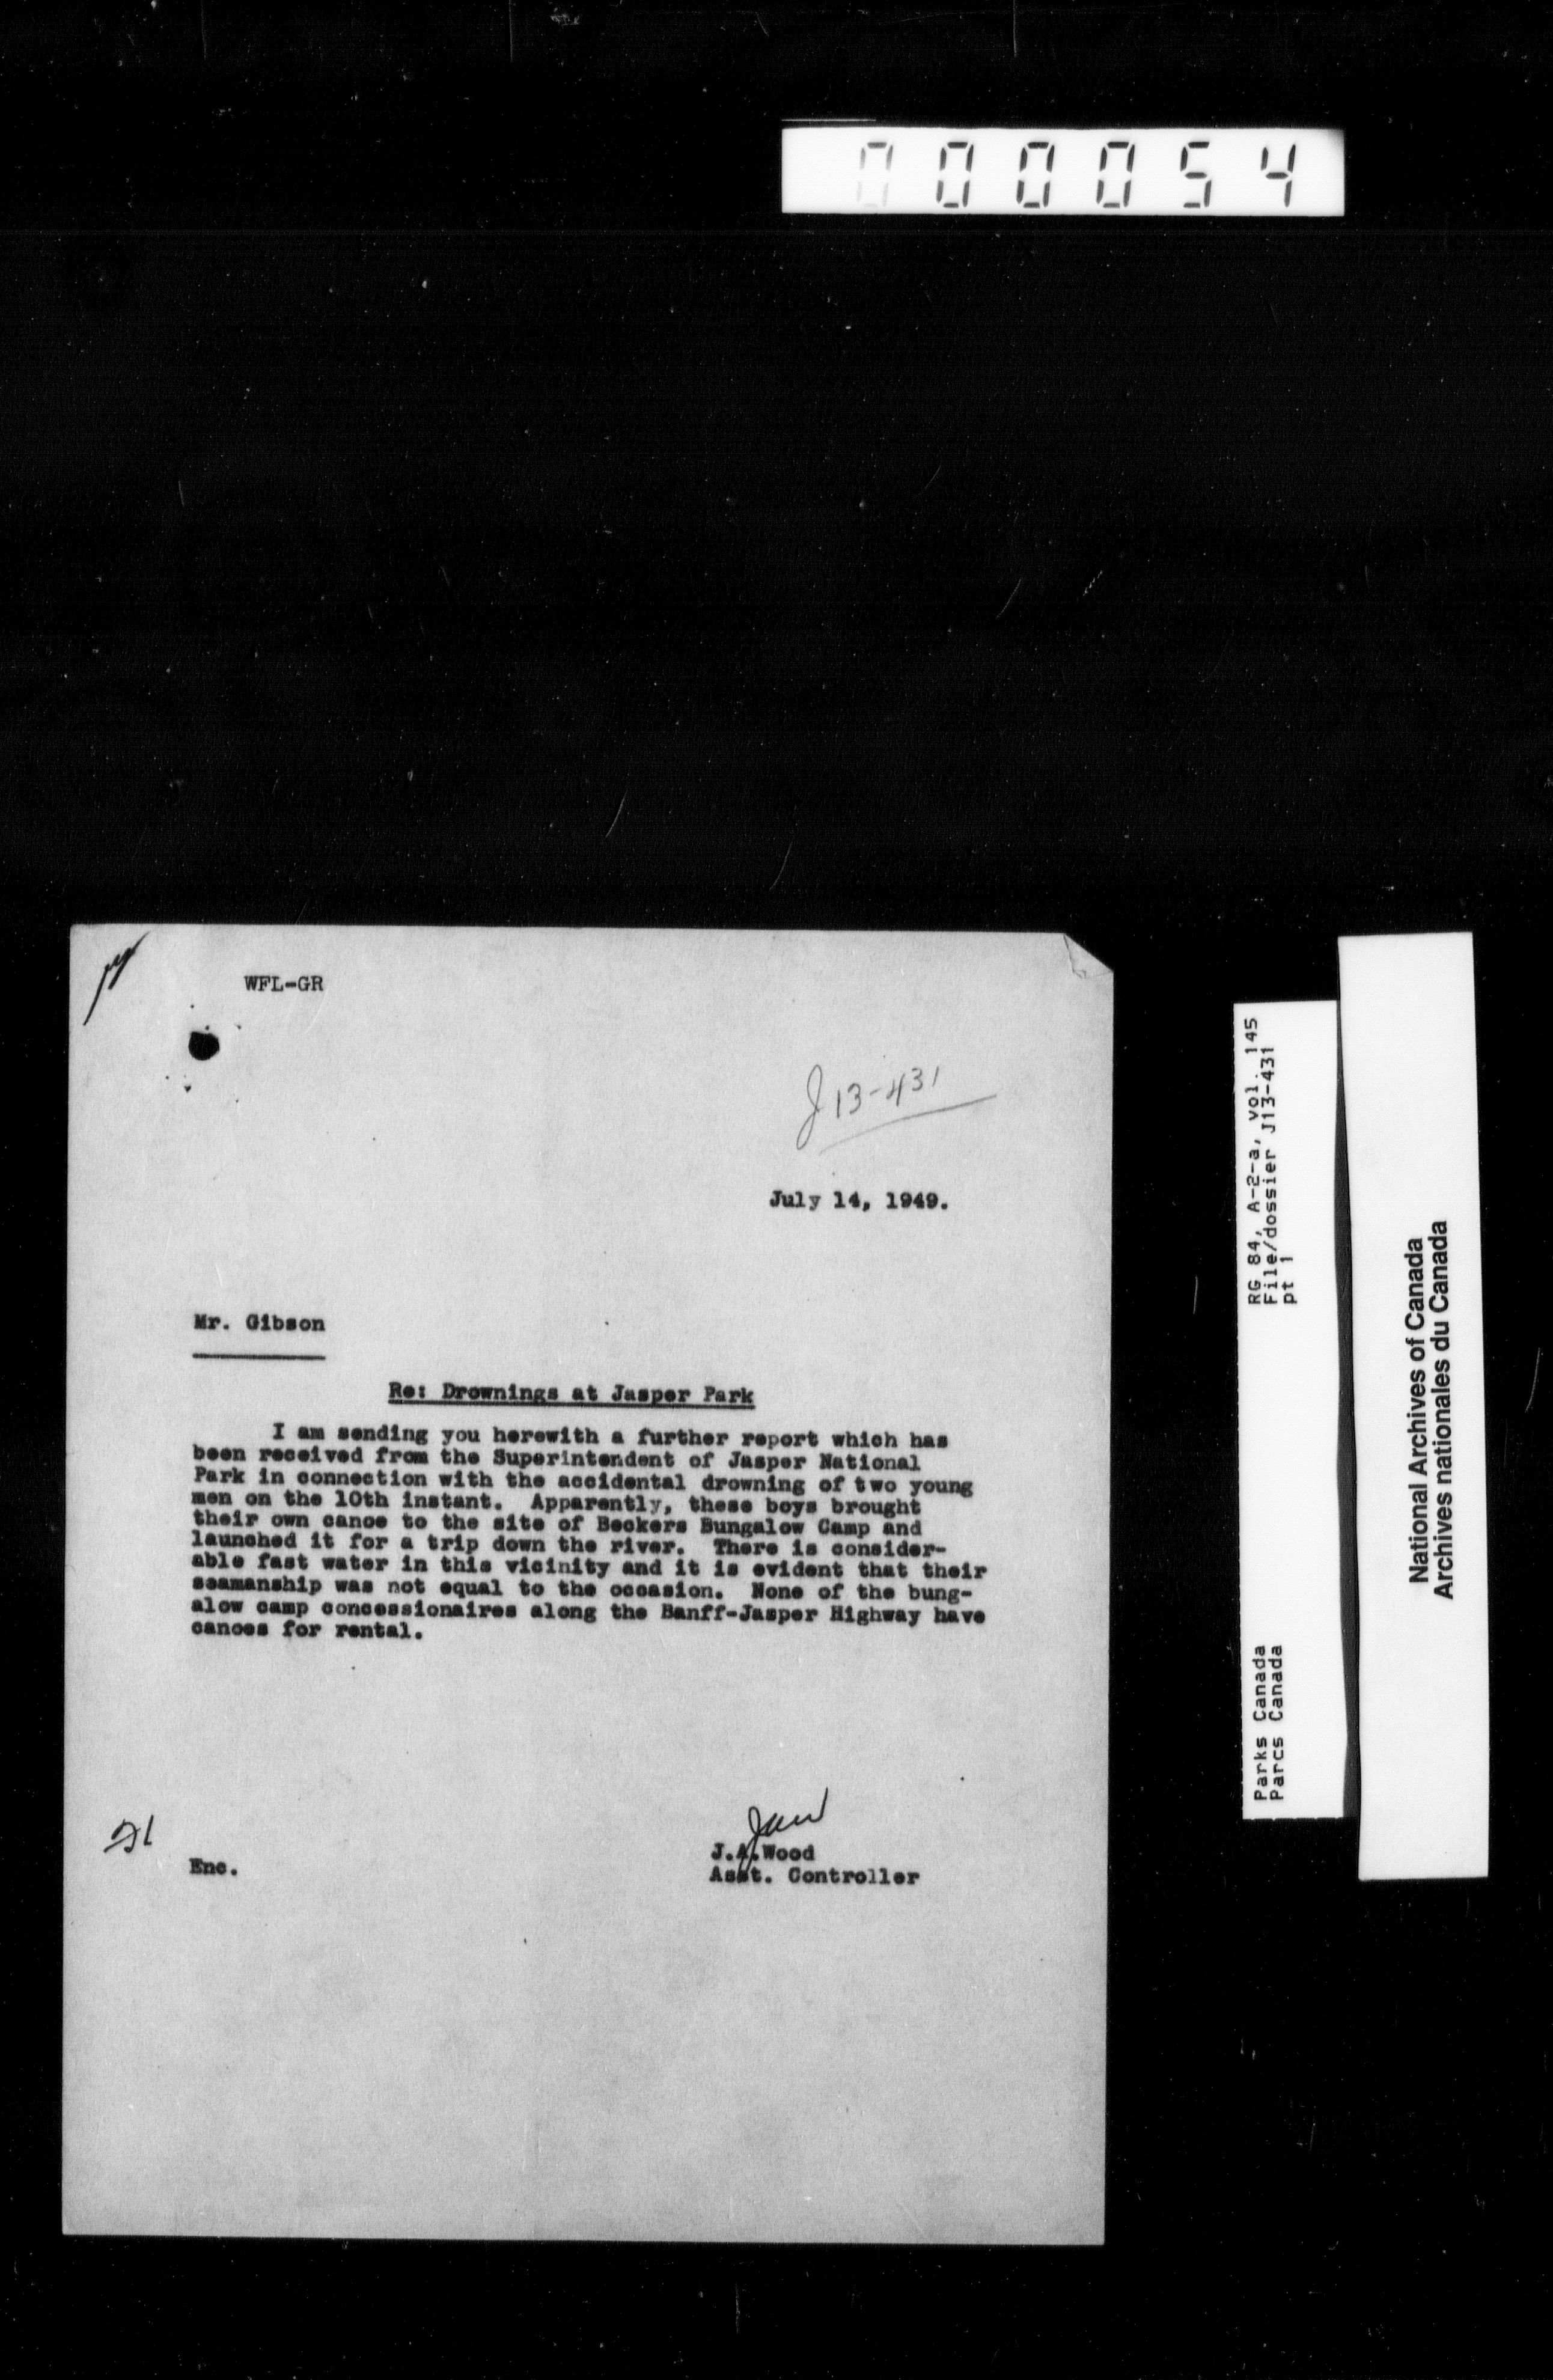 000054
WFL-GR
J13-431
July 14, 1949.
Mr. Gibson
Re: Drownings at Jasper Park
I am sending you herewith a further report which has
been received from the Superintendent of Jasper National
Park in connection with the accidental drowning of two young
men on the 10th instant. Apparently, these boys brought
their own canoe to the site of Beckers Bungalow Camp and
launched it for a trip down the river. There is consider-
able fast water in this vicinity and it is evident that their
seamanship was not equal to the occasion. None of the bung-
alow camp concessionaires along the Banff-Jasper Highway have
canoes for rental.
JAW
J.A.Wood
Asst. Controller
Enc.
RG 84, A-2-a, vol. 145
File/dossier J13-431
pt 1
Parks Canada
Parcs Canada
National Archives of Canada
Archives nationales du Canada